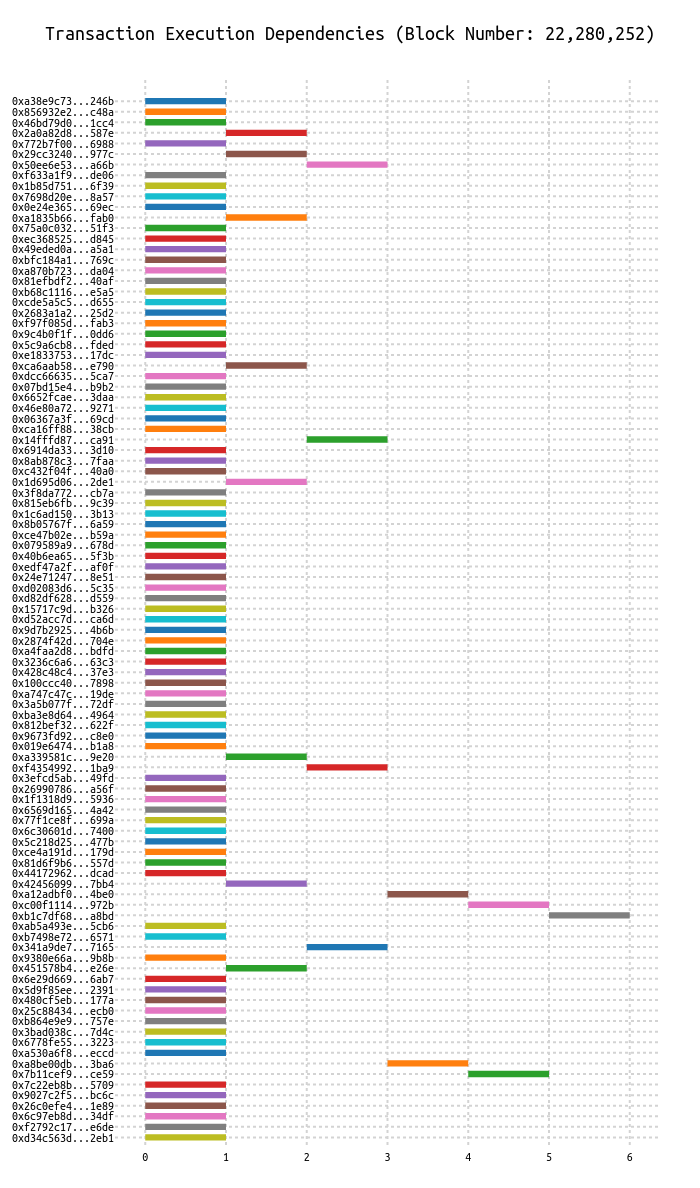 Transaction Execution Dependencies (Block Number: 22,280,252)
0xa38e9c73...246b
0x856932e2...c48a
0x46bd79d0...1cc4
0x2a0a82d8...587e
0x772b7f00...6988
0x29cc3240...977c
0x50ee6e53...a66b
0xf633a1f9...de06
0x1b85d751...6f39
0x7698d20e...8a57
0x0e24e365...69ec
0xa1835b66...fab0
0x75a0c032...51f3
0xec368525...d845
0x49eded0a...a5a1
0xbfc184a1...769c
0xa870b723...da04
0x81efbdf2...40af
0xb68c1116...e5a5
0xcde5a5c5...d655
0x2683a1a2...25d2
0xf97f085d...fab3
0x9c4b0f1f...0dd6
0x5c9a6cb8...fded
0xe1833753...17dc
0xca6aab58...e790
0xdcc66635...5ca7
0x07bd15e4...b9b2
0x6652fcae...3daa
0x46e80a72...9271
0x06367a3f...69cd
0xca16ff88...38cb
0x14fffd87...ca91
0x6914da33...3d10
0x8ab878c3...7faa
0xc432f04f...40a0
0x1d695d06...2de1
0x3f8da772...cb7a
0x815eb6fb...9c39
0x1c6ad150...3b13
0x8b05767f...6a59
0xce47b02e...b59a
0x079589a9...678d
0x40b6ea65...5f3b
0xedf47a2f...af0f
0x24e71247...8e51
0xd02083d6...5c35
0xd82df628...d559
0x15717c9d...b326
0xd52acc7d...ca6d
0x9d7b2925...4b6b
0x2874f42d...704e
0xa4faa2d8...bdfd
0x3236c6a6...63c3
0x428c48c4...37e3
0x100ccc40...7898
0xa747c47c...19de
0x3a5b077f...72df
0xba3e8d64...4964
0x812bef32...622f
0x9673fd92...c8e0
0x019e6474...b1a8
0xa339581c...9e20
0xf4354992...1ba9
0x3efcd5ab...49fd
0x26990786...a56f
0x1f1318d9...5936
0x6569d165...4a42
0x77f1ce8f...699a
0x6c30601d...7400
0x5c218d25...477b
0xce4a191d...179d
0x81d6f9b6...557d
0x44172962...dcad
0x42456099...7bb4
0xa12adbf0...4be0
0xc00f1114...972b
0xb1c7df68...a8bd
0xab5a493e...5cb6
0xb7498e72...6571
0x341a9de7...7165
0x9380e66a...9b8b
0x451578b4...e26e
0x6e29d669...6ab7
0x5d9f85ee...2391
0x480cf5eb...177a
0x25c88434...ecb0
0xb864e9e9...757e
0x3bad038c...7d4c
0x6778fe55...3223
0xa530a6f8...eccd
0xa8be00db...3ba6
0x7b11cef9...ce59
0x7c22eb8b...5709
0x9027c2f5...bc6c
0x26c0efe4...1e89
0x6c97eb8d...34df
0xf2792c17...e6de
0xd34c563d...2eb1
0 1 2 3 4 5 6